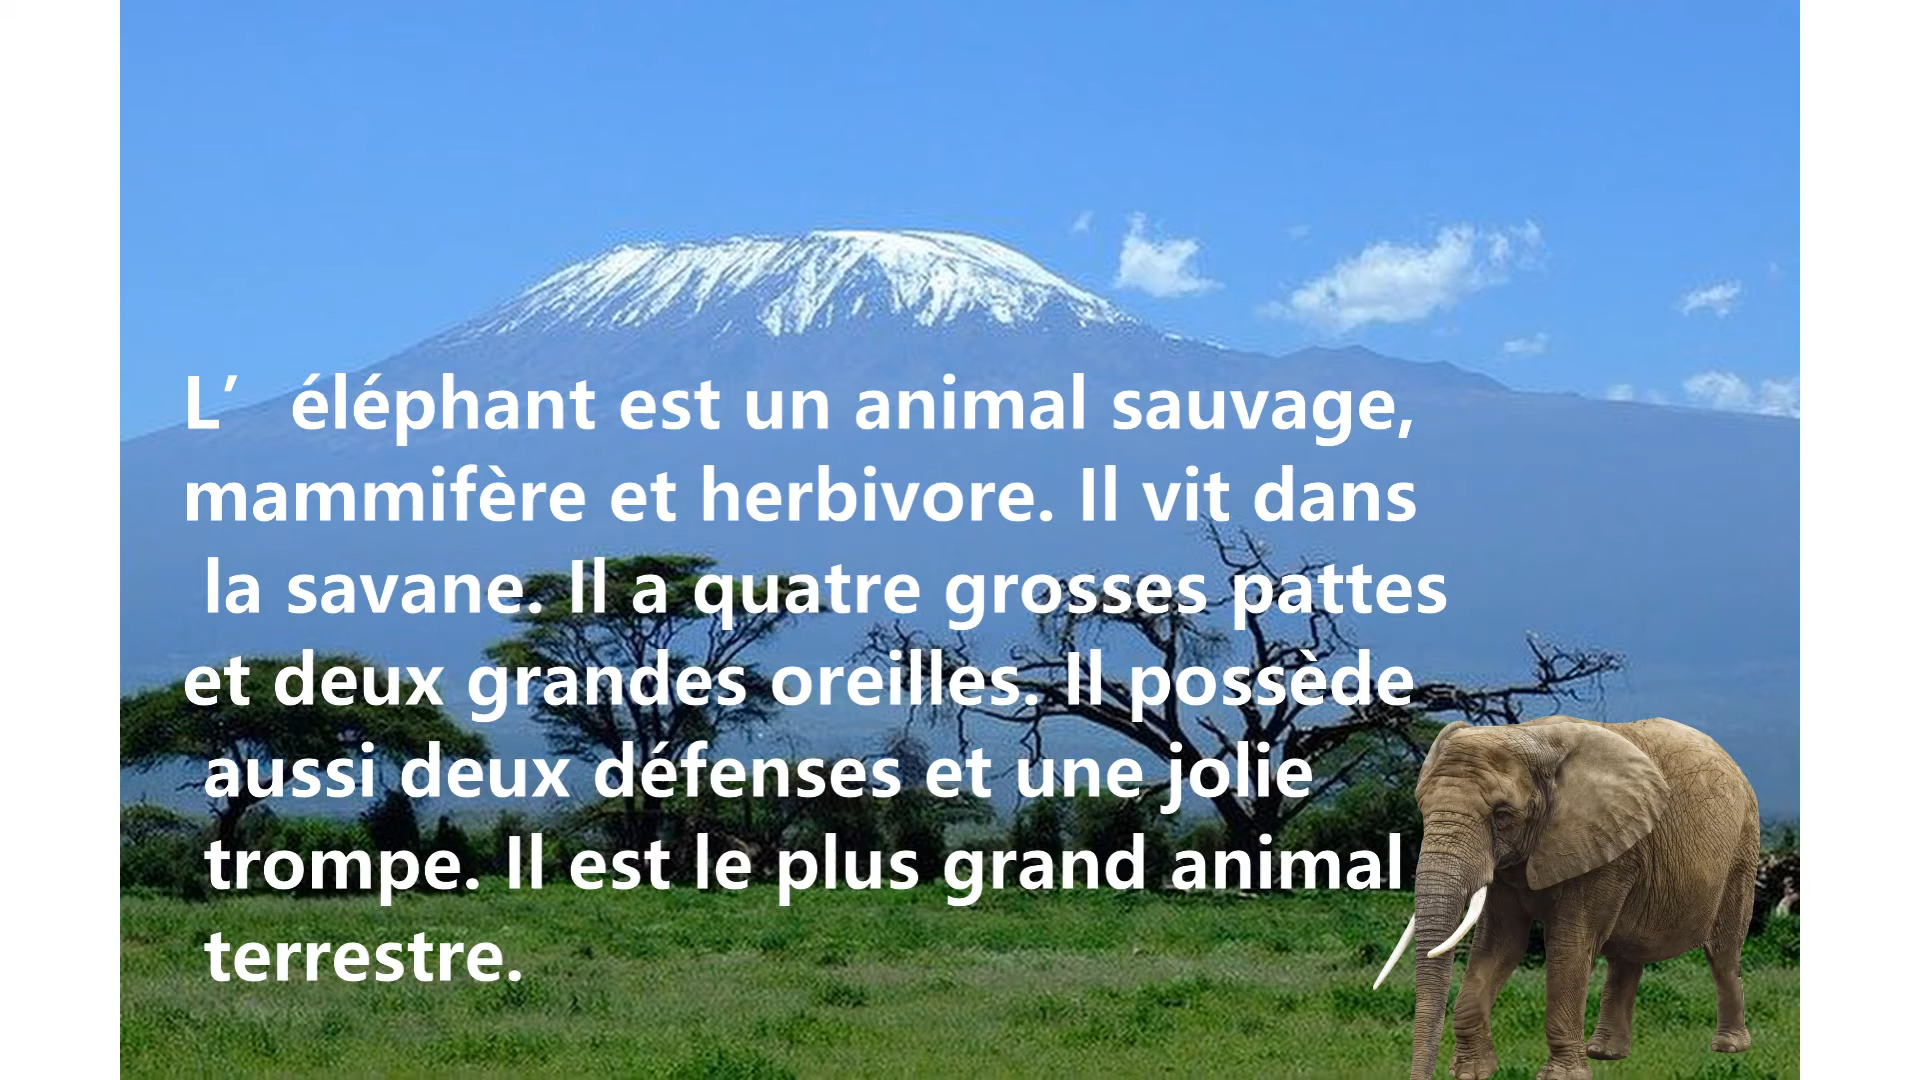 L’ éléphant est un animal sauvage,
mammifère et herbivore. Il vit dans
la savane. Il a quatre grosses pattes
et deux grandes oreilles. Il possède
aussi deux défenses et une jolie
trompe. Il est le plus grand animal
terrestre.